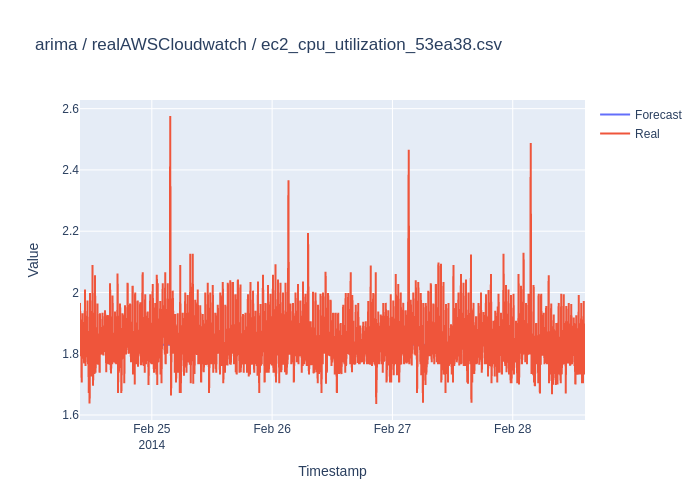 arima / realAWSCloudwatch / ec2_cpu_utilization_53ea38.csv
Forecast
Real
2.6
2.4
2.2
2
1.8
1.6
Value
Feb 25
2014
Feb 26
Feb 27
Feb 28
Timestamp